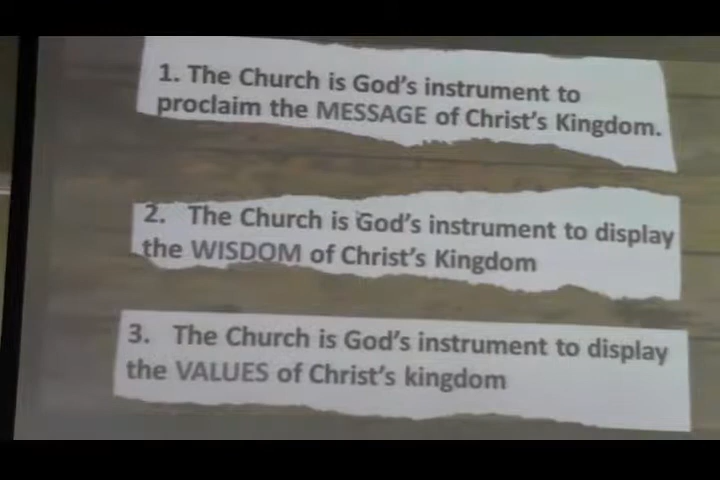 1. The Church is God's instrument to
proclaim the MESSAGE of Christ's Kingdom.
2. The Church is God's instrument to display
the WISDOM of Christ's Kingdom
3. The Church is God's instrument to display
the VALUES of Christ's kingdom